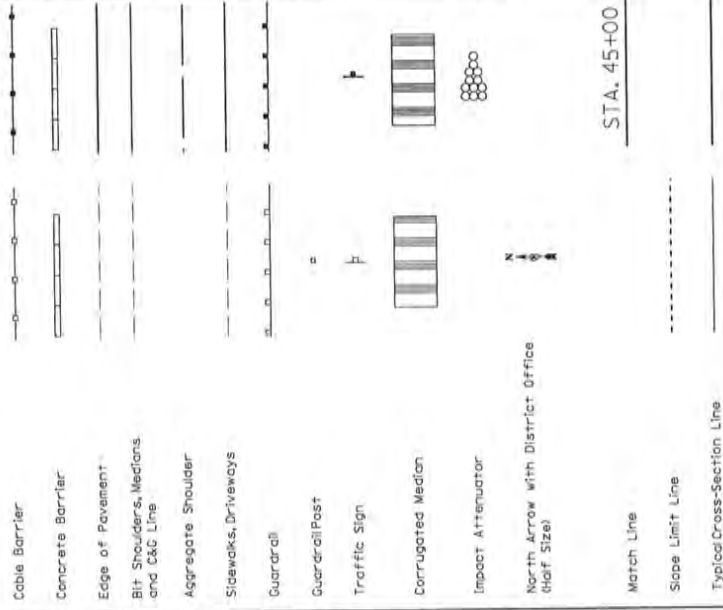 Cable Barrier
Concrete Barrier
Edge of Pavement
Bit Shoulders, Medians
and C&G Line
Aggregate Shoulder
Sidewalks, Driveways
Guardrail
Guardrail Post
Traffic Sign
Corrugated Median
Impact Attenuator
North Arrow with District Office
(Half Size)
N
Match Line
STA. 45+00
Slope Limit Line
Typical Cross-Section Line